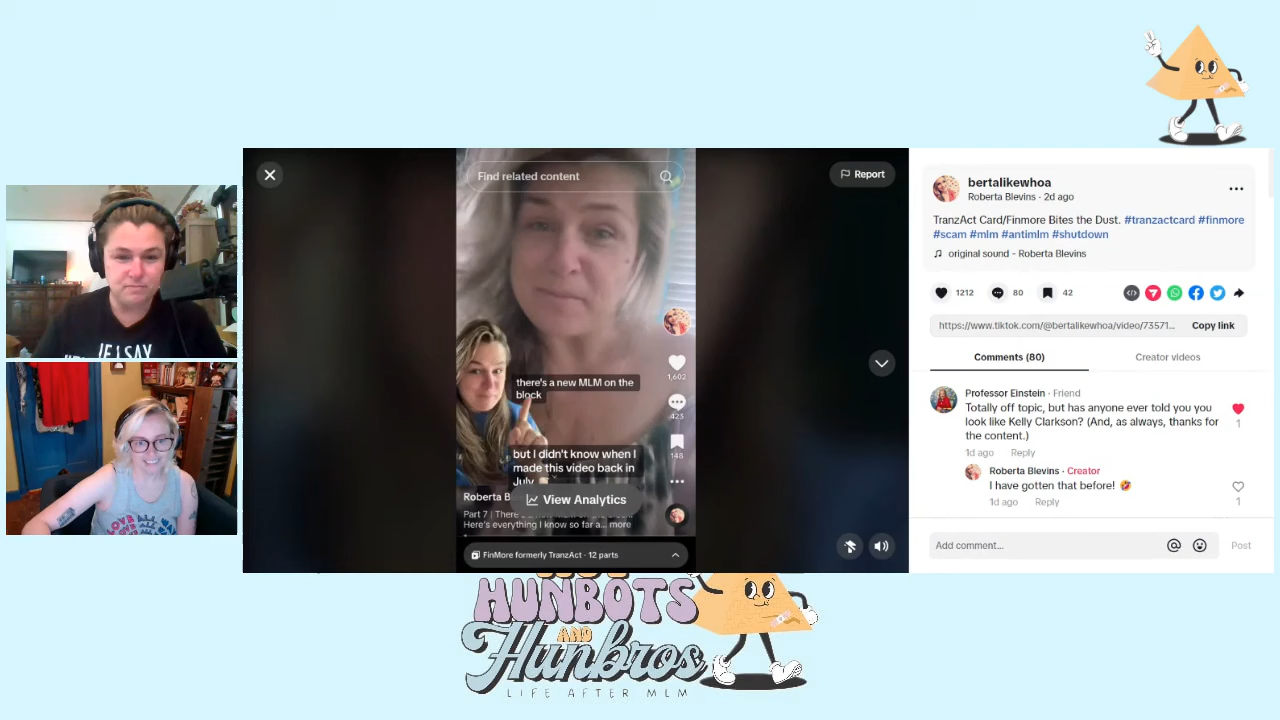 Find related content
Report
there's a new MLM on the
block
but I didn't know when I
made this video back in
July
Roberta B
View Analytics
Part 7 |
Here's everything I know so far a... more
FinMore formerly TranzAct · 12 parts
1,602
423
148
bertalikewhoa
Roberta Blevins · 2d ago
TranzAct Card/Finmore Bites the Dust. #tranzactcard #finmore
#scam #mlm #antimlm #shutdown
original sound - Roberta Blevins
1212
80
42
https://www.tiktok.com/@bertalikewhoa/video/73571...
Copy link
Comments (80)
Creator videos
Professor Einstein · Friend
Totally off topic, but has anyone ever told you you
look like Kelly Clarkson? (And, as always, thanks for
the content.)
1
1d ago
Reply
Roberta Blevins · Creator
I have gotten that before! 🤣
1
1d ago
Reply
Add comment...
Post
HUNBOTS
AND
Hunbros
LIFE AFTER MLM